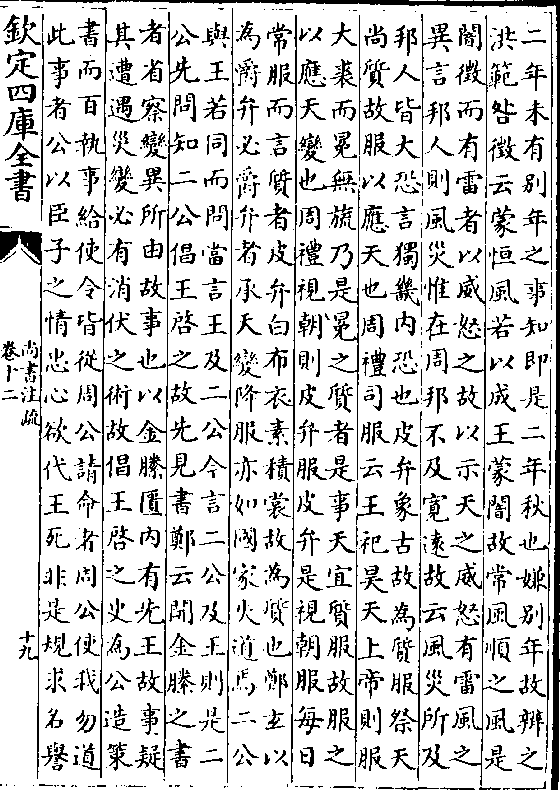 二年未有别年之事知即是二年秋也嫌别年故辨之
洪範咎徵云蒙恒風若以成王蒙闇故常風順之風是
闇徵而有雷者以威怒之故以示天之威怒有雷風之
異言邦人則風災惟在周邦不及寛逺故云風災所及
邦人皆大恐言獨畿内恐也皮弁象古故為質服祭天
尚質故服以應天也周禮司服云王祀昊天上帝則服
大裘而冕無旒乃是冕之質者是事天宜質服故服之
以應天變也周禮視朝則皮弁服皮弁是視朝服每日
常服而言質者皮弁白布衣素積裳故為質也鄭𤣥以
為爵弁必爵弁者承天變降服亦如國家未道焉二公
與王若同而問當言王及二公今言二公及王則是二
公先問知二公倡王啓之故先見書鄭云開金縢之書
者省察變異所由故事也以金縢匱内有先王故事疑
其遭遇災變必有消伏之術故倡王啓之史為公造䇿
書而百執事給使令皆從周公請命者周公使我勿道
此事者公以臣子之情忠心欲代王死非是規求名譽
欽定四庫全書
尚書注疏
卷十二
十九